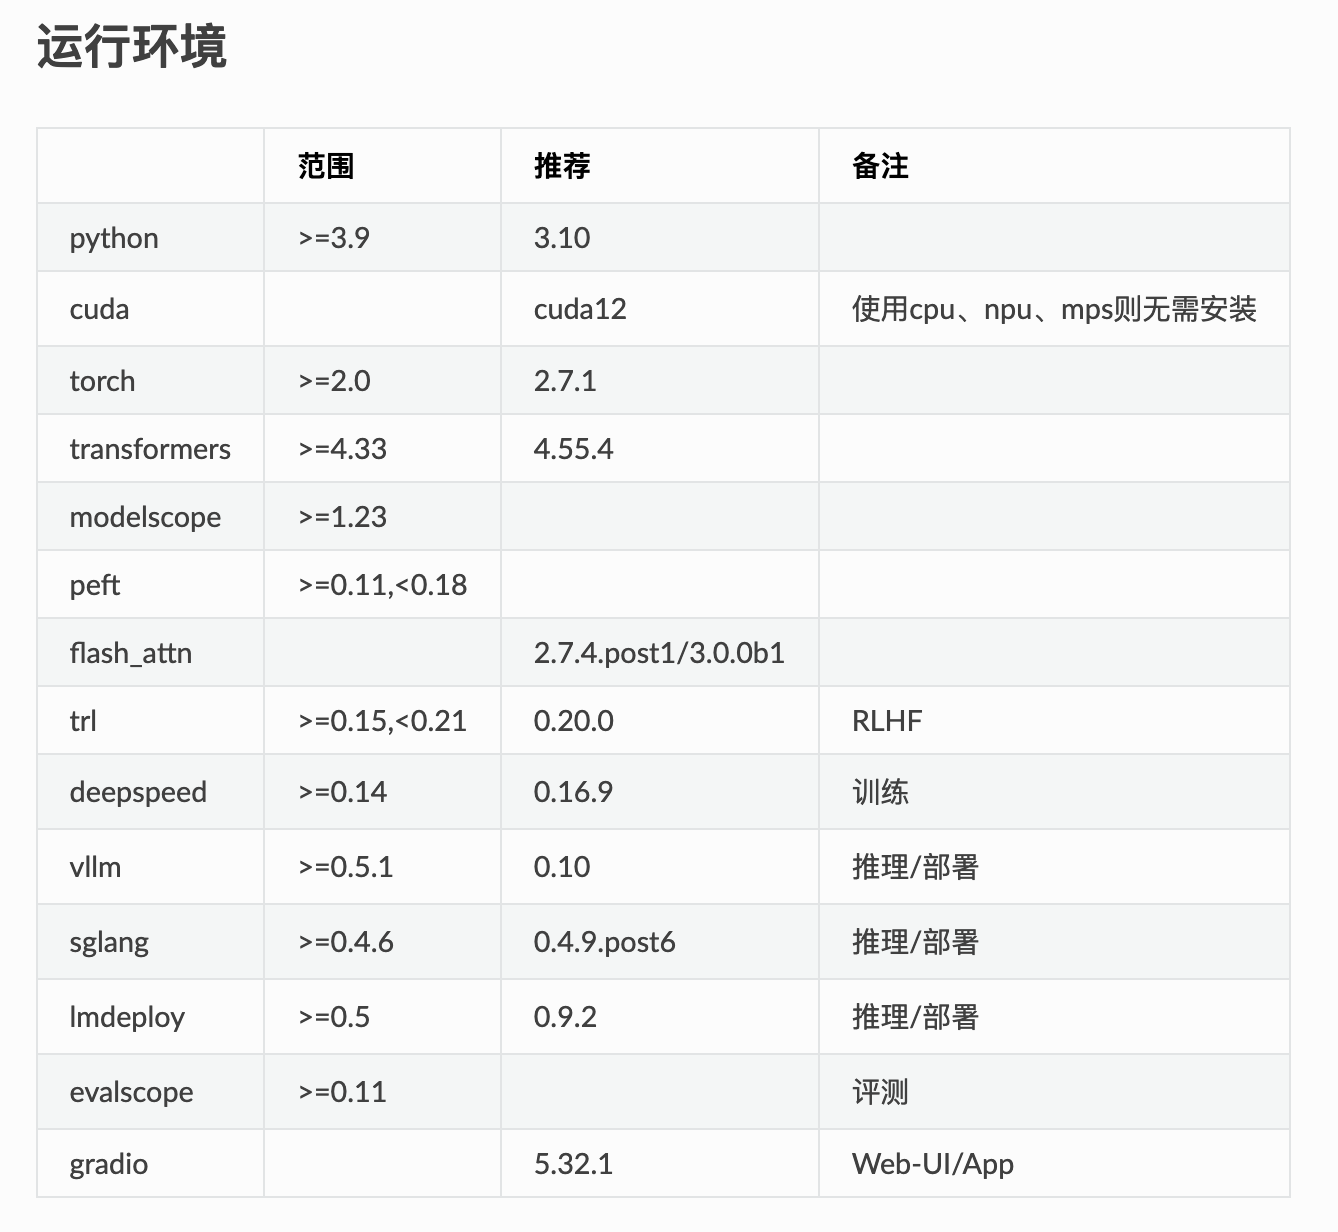 运行环境
范围 推荐 备注
python >=3.9 3.10
cuda cuda12 使用cpu、npu、mps则无需安装
torch >=2.0 2.7.1
transformers >=4.33 4.55.4
modelscope >=1.23
peft >=0.11,<0.18
flash_attn 2.7.4.post1/3.0.0b1
trl >=0.15,<0.21 0.20.0 RLHF
deepspeed >=0.14 0.16.9 训练
vllm >=0.5.1 0.10 推理/部署
sglang >=0.4.6 0.4.9.post6 推理/部署
lmdeploy >=0.5 0.9.2 推理/部署
evalscope >=0.11 评测
gradio 5.32.1 Web-UI/App